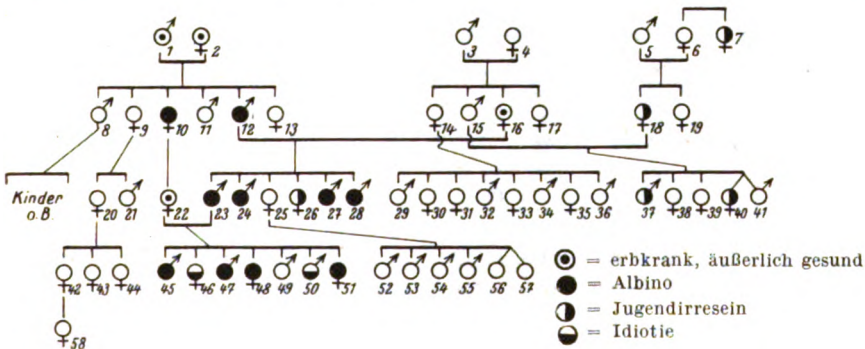 1 2 3 4 5 6 7
8 9 10 11 12 13 14 15 16 17 18 19
Kinder
o.B.
20 21 22 23 24 25 26 27 28 29 30 31 32 33 34 35 36 37 38 39 40 41
42 43 44 45 46 47 48 49 50 51 52 53 54 55 56 57
58
= erbkrank, äußerlich gesund
= Albino
= Jugendirresein
= Idiotie